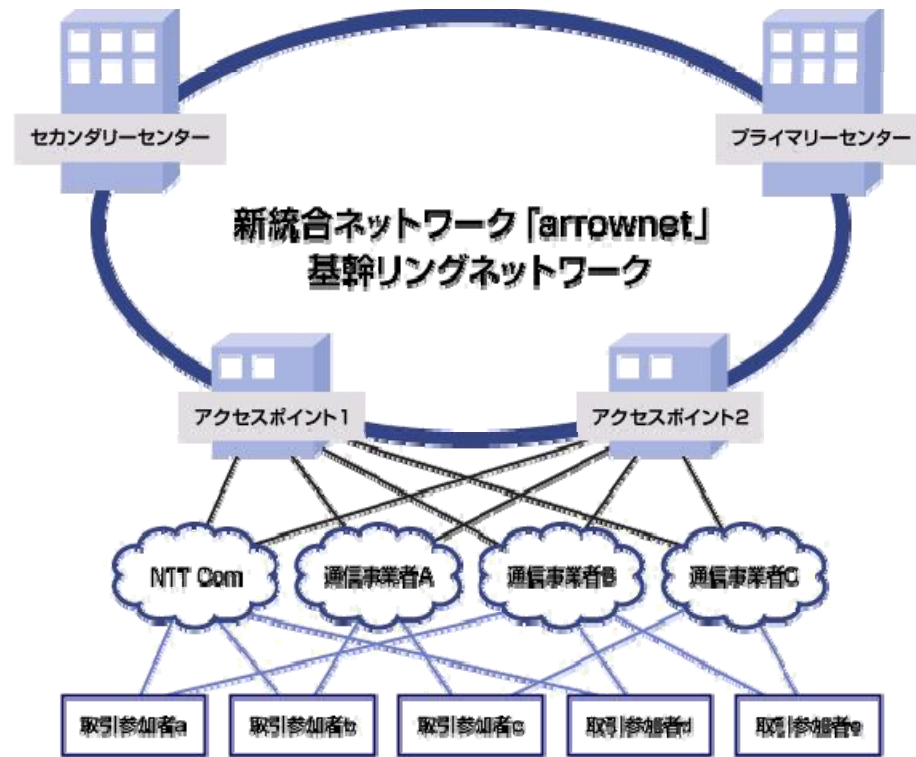 セカンダリーセンター
プライマリーセンター
新統合ネットワーク「arrownet」
基幹リングネットワーク
アクセスポイント1
アクセスポイント2
NTT Com
通信事業者A
通信事業者B
通信事業者C
取引参加者a
取引参加者b
取引参加者c
取引参加者d
取引参加者e